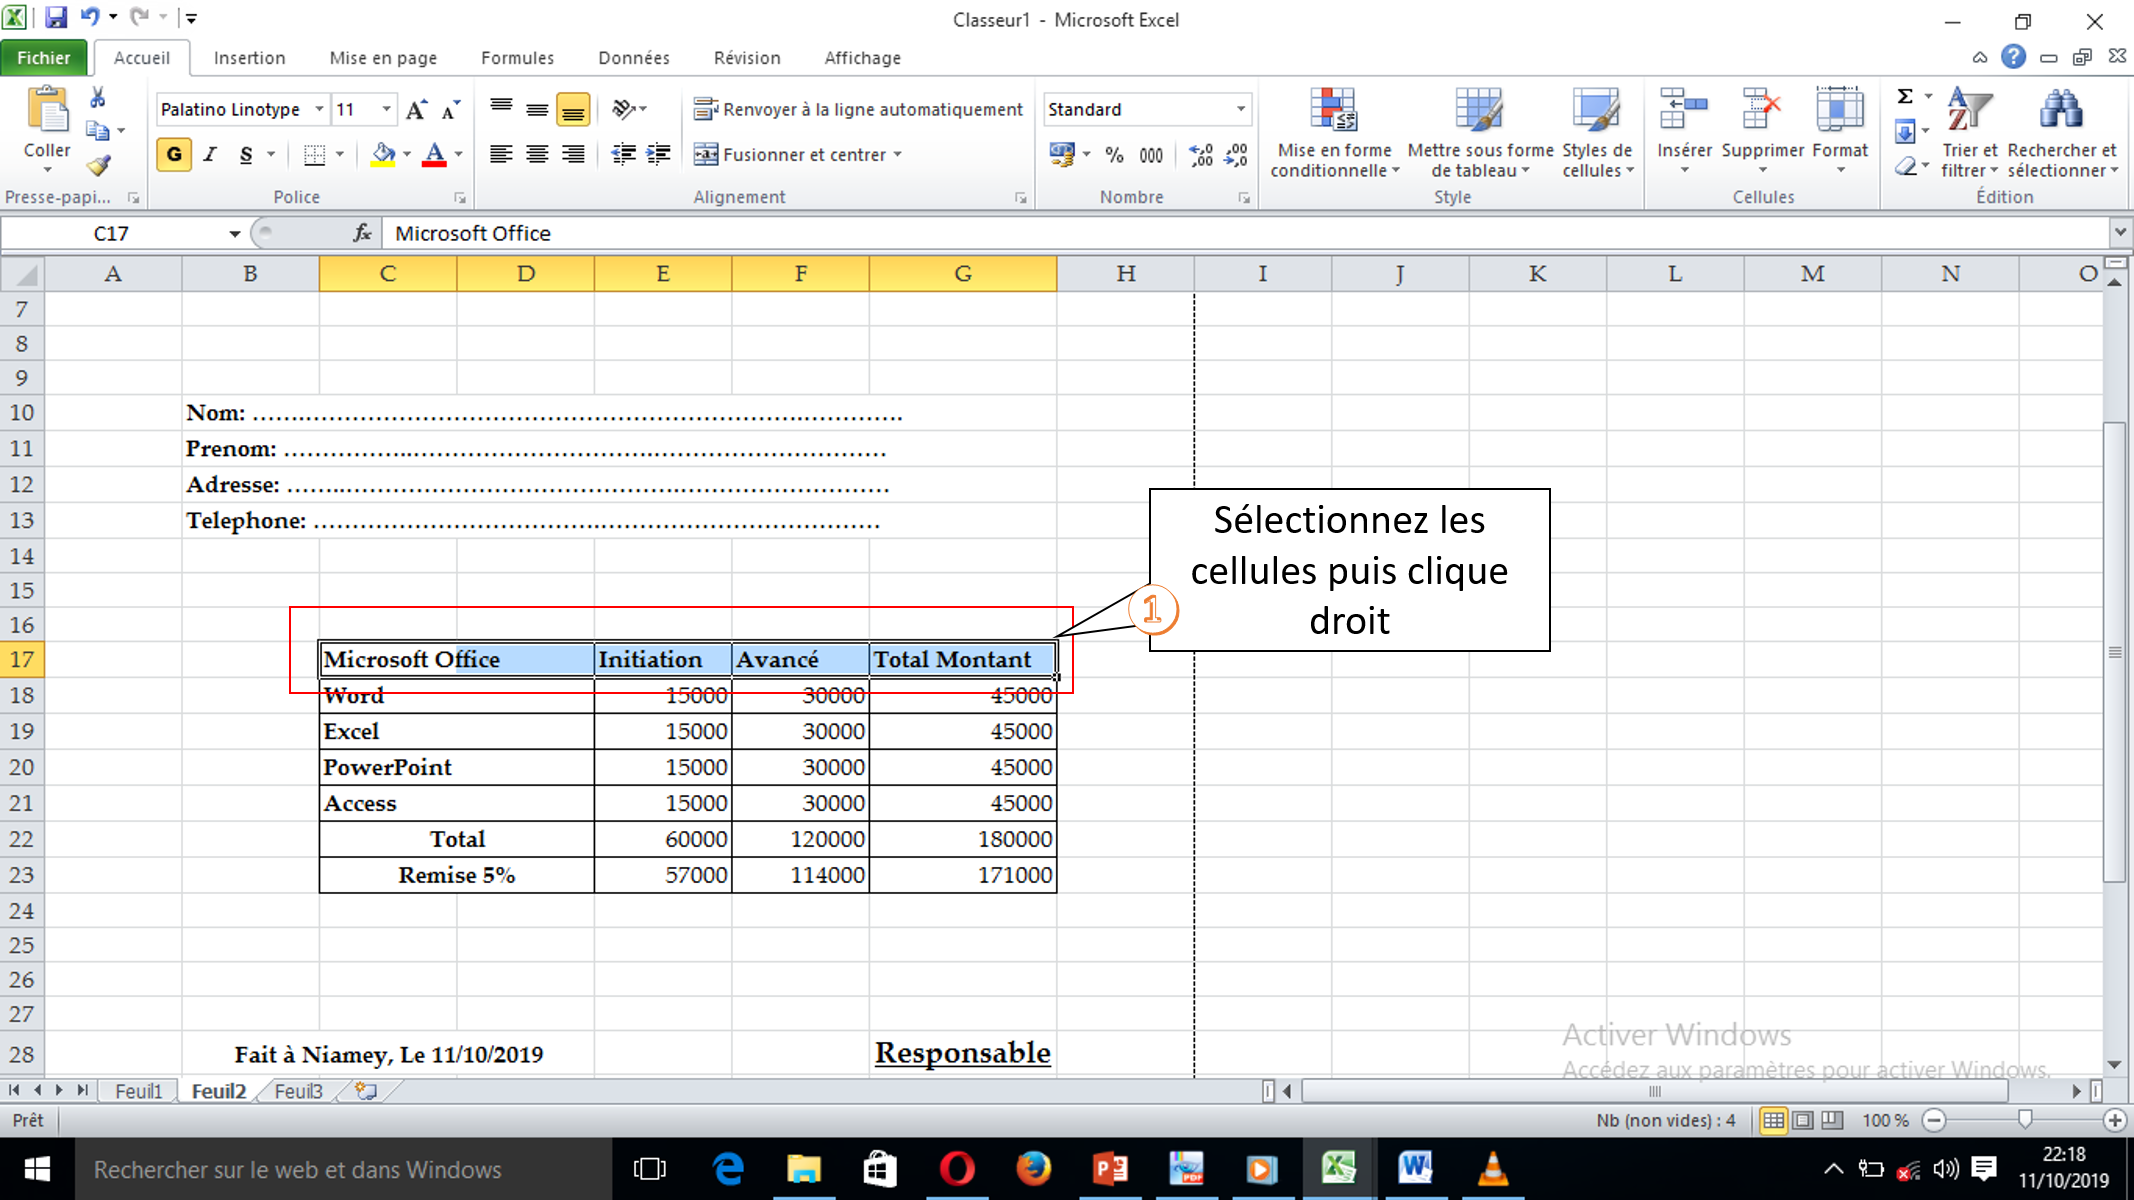 Classeur1 - Microsoft Excel
Fichier Accueil Insertion Mise en page Formules Données Révision Affichage
Palatino Linotype 11 Renvoyer à la ligne automatiquement Standard
Coller G I S Fusionner et centrer % 000
Mise en forme conditionnelle Mettre sous forme de tableau Styles de cellules Insérer Supprimer Format Trier et filtrer Rechercher et sélectionner
Presse-papi... Police Alignement Nombre Style Cellules Édition
C17 fx Microsoft Office
A B C D E F G H I J K L M N O
7
8
9
10 Nom: ……………………………………………………………………….
11 Prenom: ……………………………………………………………………
12 Adresse: ……………………………………………………………………
13 Telephone: …………………………………………………………………
14
15
16
17 Microsoft Office Initiation Avancé Total Montant
18 Word 15000 30000 45000
19 Excel 15000 30000 45000
20 PowerPoint 15000 30000 45000
21 Access 15000 30000 45000
22 Total 60000 120000 180000
23 Remise 5% 57000 114000 171000
24
25
26
27
28 Fait à Niamey, Le 11/10/2019 Responsable
Sélectionnez les
cellules puis clique
droit
1
Activer Windows
Accédez aux paramètres pour activer Windows.
Feuil1 Feuil2 Feuil3
Prêt Nb (non vides) : 4 100 %
Rechercher sur le web et dans Windows
22:18
11/10/2019